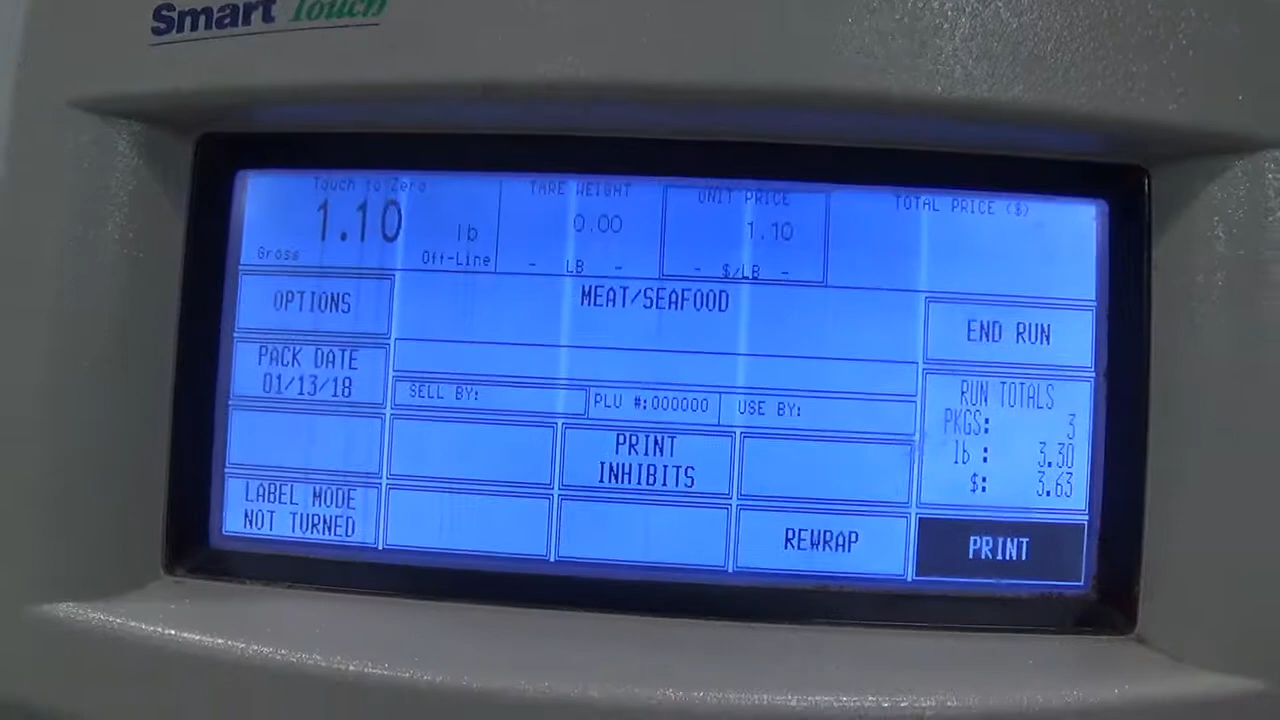 Smart Touch
Touch to Zero
1.10 lb
Gross Off-Line
TARE WEIGHT
0.00
- LB -
UNIT PRICE
1.10
- $/LB -
TOTAL PRICE ($)
OPTIONS
MEAT/SEAFOOD
END RUN
PACK DATE
01/13/18
SELL BY:
PLU #:000000
USE BY:
RUN TOTALS
PKGS: 3
lb : 3.30
$: 3.63
PRINT
INHIBITS
LABEL MODE
NOT TURNED
REWRAP
PRINT